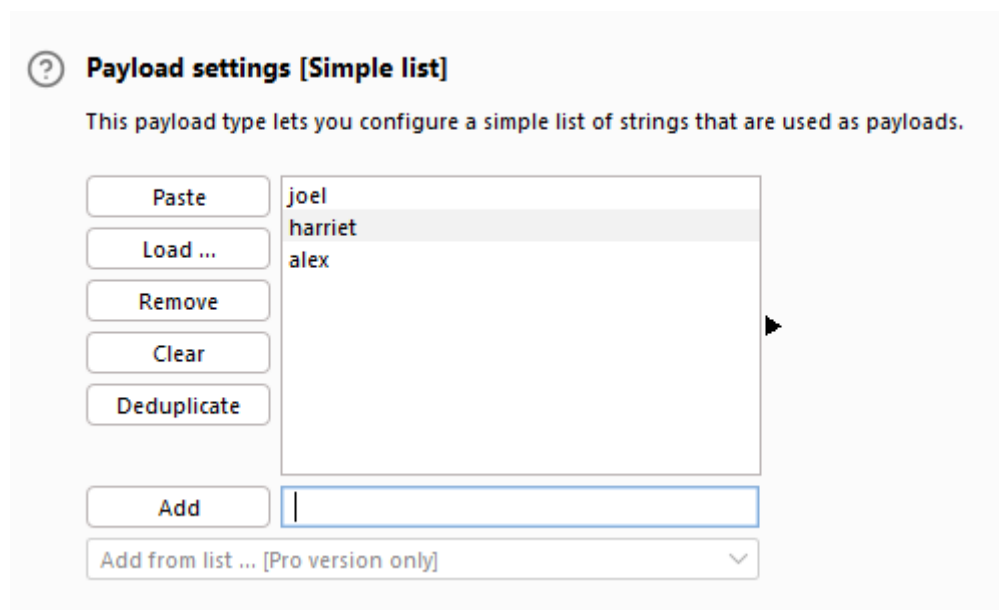 Payload settings [Simple list]
This payload type lets you configure a simple list of strings that are used as payloads.
Paste
joel
harriet
Load ...
alex
Remove
Clear
Deduplicate
Add
Add from list ... [Pro version only]